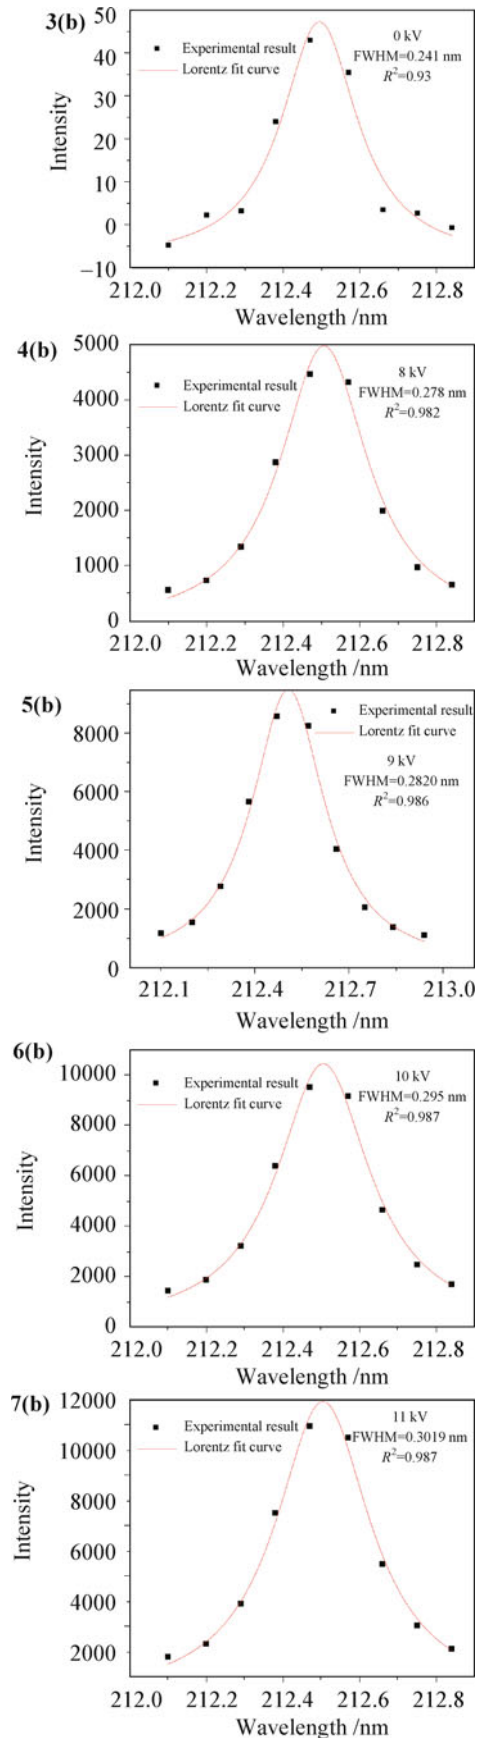 3(b)
50
40
30
20
10
0
−10
Intensity
Experimental result
Lorentz fit curve
0 kV
FWHM=0.241 nm
R²=0.93
212.0 212.2 212.4 212.6 212.8
Wavelength /nm
4(b)
5000
4000
3000
2000
1000
0
Intensity
Experimental result
Lorentz fit curve
8 kV
FWHM=0.278 nm
R²=0.982
212.0 212.2 212.4 212.6 212.8
Wavelength /nm
5(b)
8000
6000
4000
2000
0
Intensity
Experimental result
Lorentz fit curve
9 kV
FWHM=0.2820 nm
R²=0.986
212.1 212.4 212.7 213.0
Wavelength /nm
6(b)
10000
8000
6000
4000
2000
0
Intensity
Experimental result
Lorentz fit curve
10 kV
FWHM=0.295 nm
R²=0.987
212.0 212.2 212.4 212.6 212.8
Wavelength /nm
7(b)
12000
10000
8000
6000
4000
2000
Intensity
Experimental result
Lorentz fit curve
11 kV
FWHM=0.3019 nm
R²=0.987
212.0 212.2 212.4 212.6 212.8
Wavelength /nm